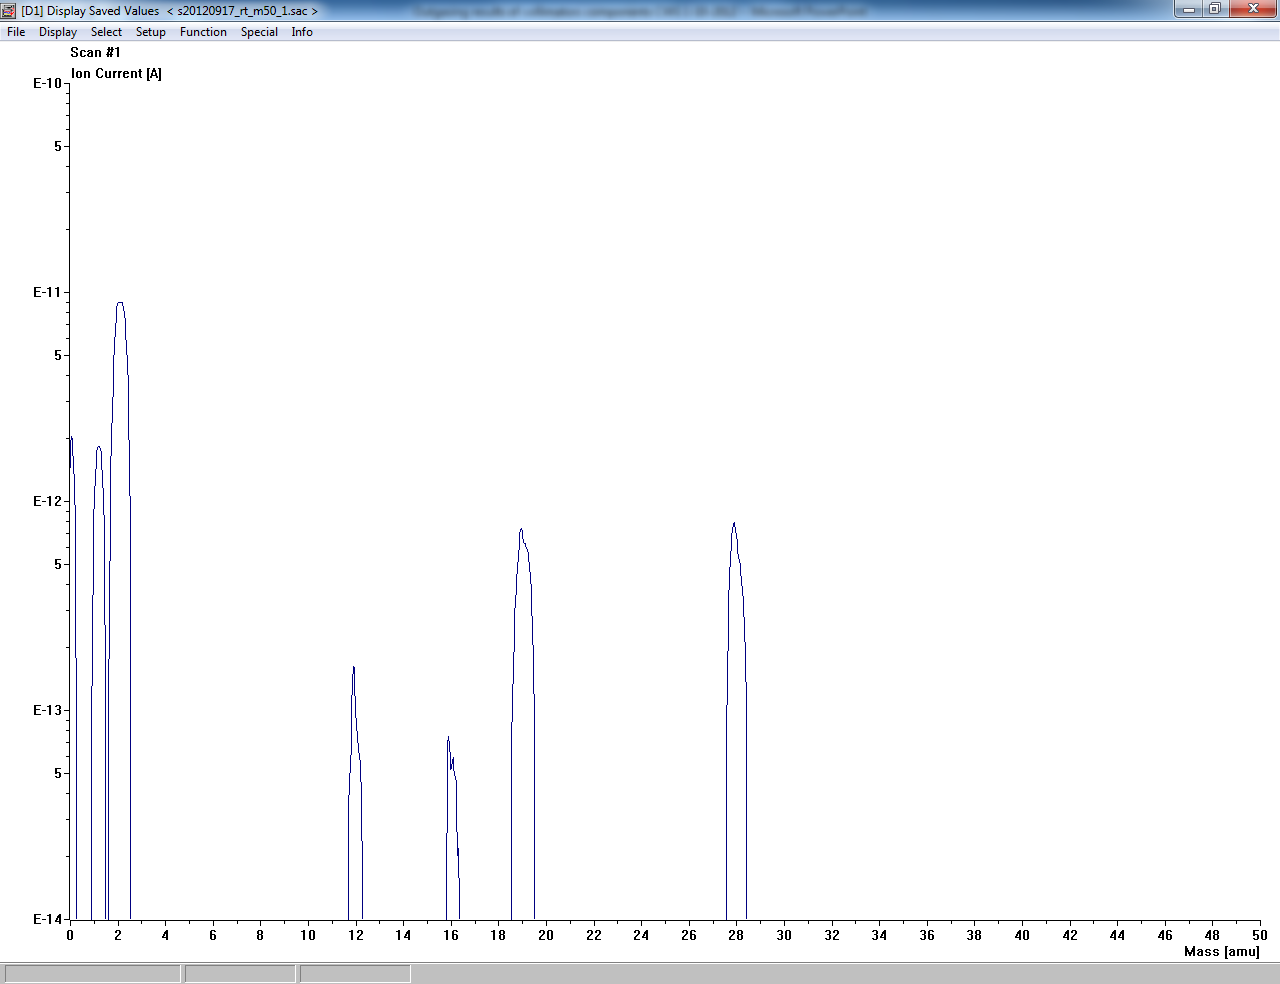 [D1] Display Saved Values < s20120917_rt_m50_1.sac >
File Display Select Setup Function Special Info
Scan #1
Ion Current [A]
E-10
5
E-11
5
E-12
5
E-13
5
E-14
0 2 4 6 8 10 12 14 16 18 20 22 24 26 28 30 32 34 36 38 40 42 44 46 48 50
Mass [amu]